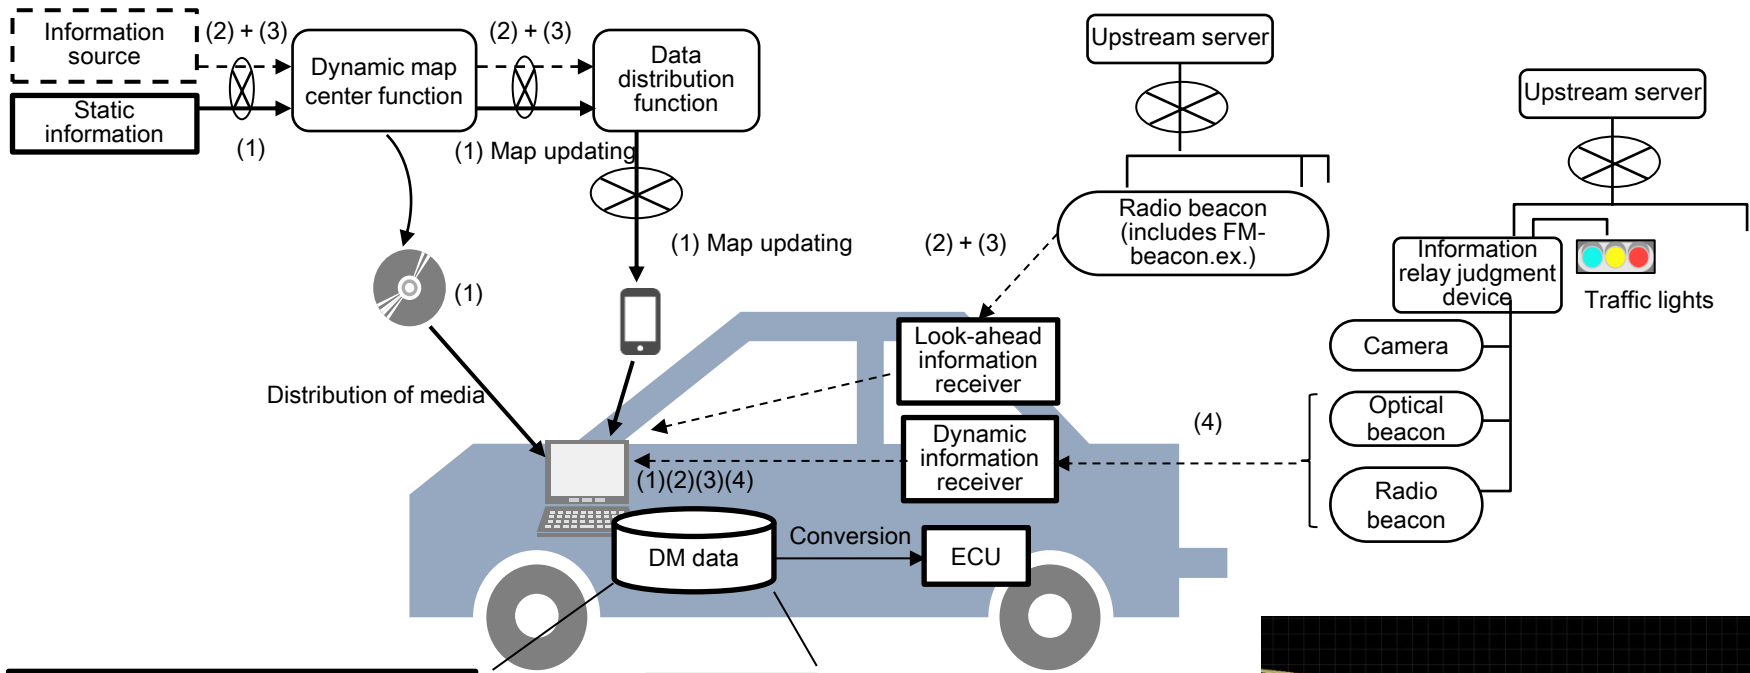 Information
source
(2) + (3)
Static
information
(1)
Dynamic map
center function
(2) + (3)
(1) Map updating
Data
distribution
function
(1) Map updating
(1)
Distribution of media
Upstream server
Radio beacon
(includes FM-
beacon.ex.)
(2) + (3)
Upstream server
Information
relay judgment
device
Traffic lights
Camera
Optical
beacon
Radio
beacon
(4)
Look-ahead
information
receiver
Dynamic
information
receiver
(1)(2)(3)(4)
DM data
Conversion
ECU